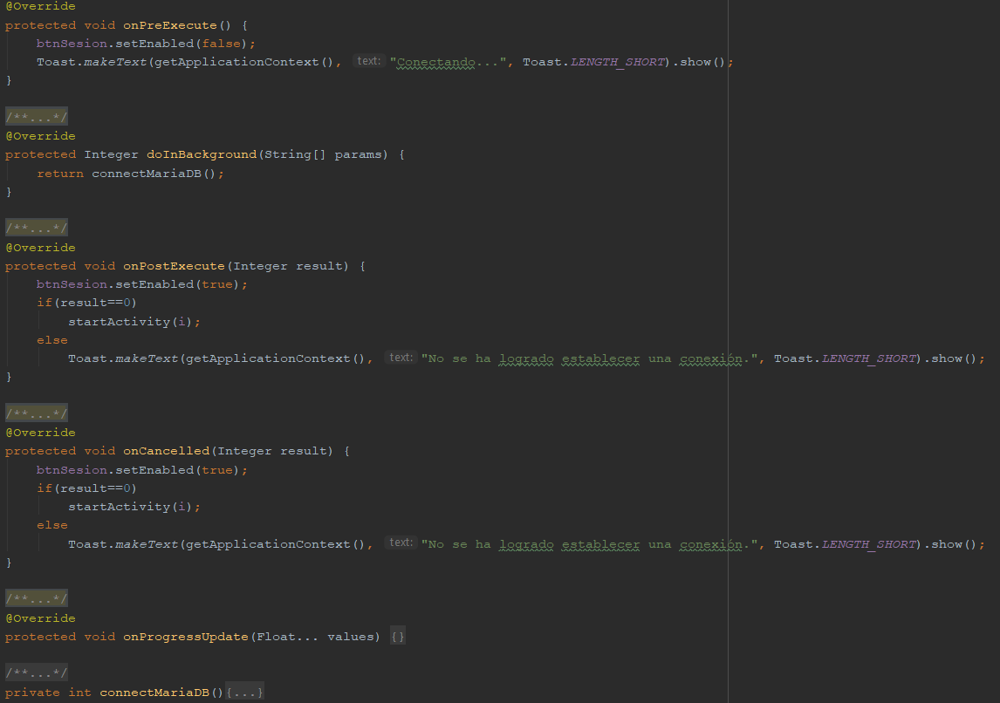 @Override
protected void onPreExecute() {
btnSesion.setEnabled(false);
Toast.makeText(getApplicationContext(), text: "Conectando...", Toast.LENGTH_SHORT).show();
}
/**...*/
@Override
protected Integer doInBackground(String[] params) {
return connectMariaDB();
}
/**...*/
@Override
protected void onPostExecute(Integer result) {
btnSesion.setEnabled(true);
if(result==0)
startActivity(i);
else
Toast.makeText(getApplicationContext(), text: "No se ha logrado establecer una conexión.", Toast.LENGTH_SHORT).show();
}
/**...*/
@Override
protected void onCancelled(Integer result) {
btnSesion.setEnabled(true);
if(result==0)
startActivity(i);
else
Toast.makeText(getApplicationContext(), text: "No se ha logrado establecer una conexión.", Toast.LENGTH_SHORT).show();
}
/**...*/
@Override
protected void onProgressUpdate(Float... values) {}
/**...*/
private int connectMariaDB(){...}